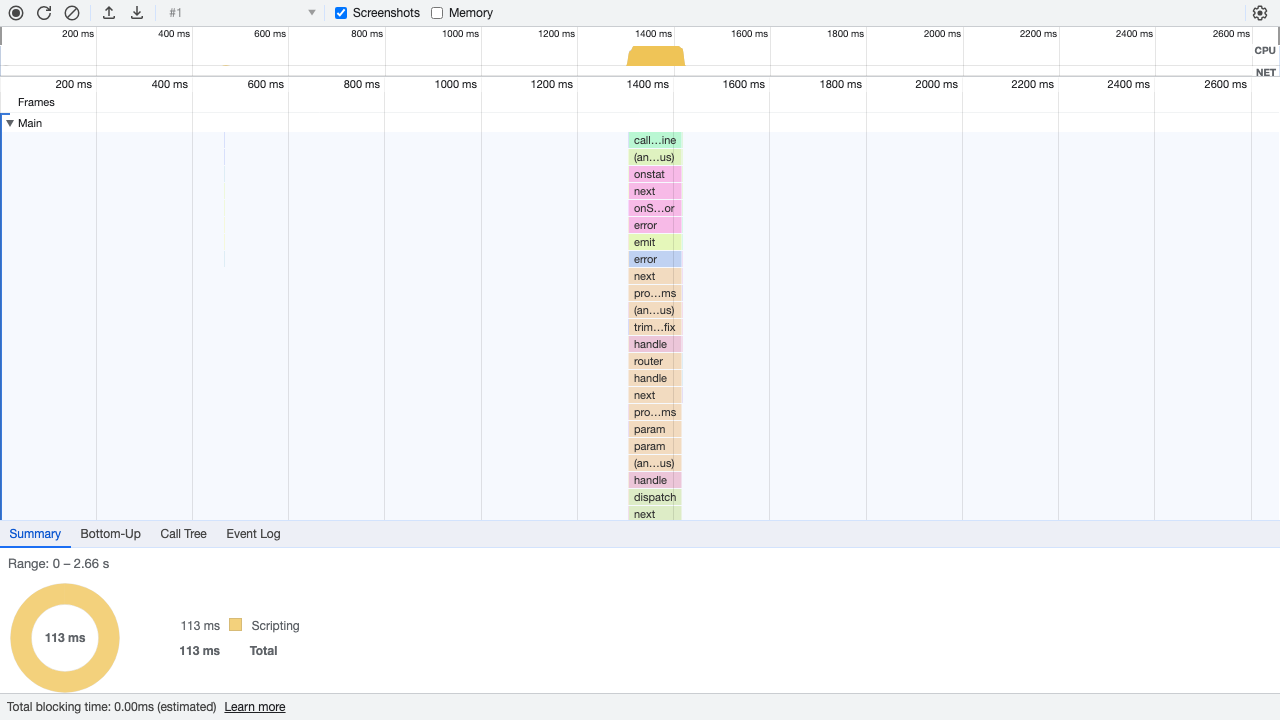 #1 Screenshots Memory
200 ms 400 ms 600 ms 800 ms 1000 ms 1200 ms 1400 ms 1600 ms 1800 ms 2000 ms 2200 ms 2400 ms 2600 ms
CPU
NET
200 ms 400 ms 600 ms 800 ms 1000 ms 1200 ms 1400 ms 1600 ms 1800 ms 2000 ms 2200 ms 2400 ms 2600 ms
Frames
Main
call…ine
(an…us)
onstat
next
onS…or
error
emit
error
next
pro…ms
(an…us)
trim…fix
handle
router
handle
next
pro…ms
param
param
(an…us)
handle
dispatch
next
Summary Bottom-Up Call Tree Event Log
Range: 0 – 2.66 s
113 ms
113 ms Scripting
113 ms Total
Total blocking time: 0.00ms (estimated) Learn more